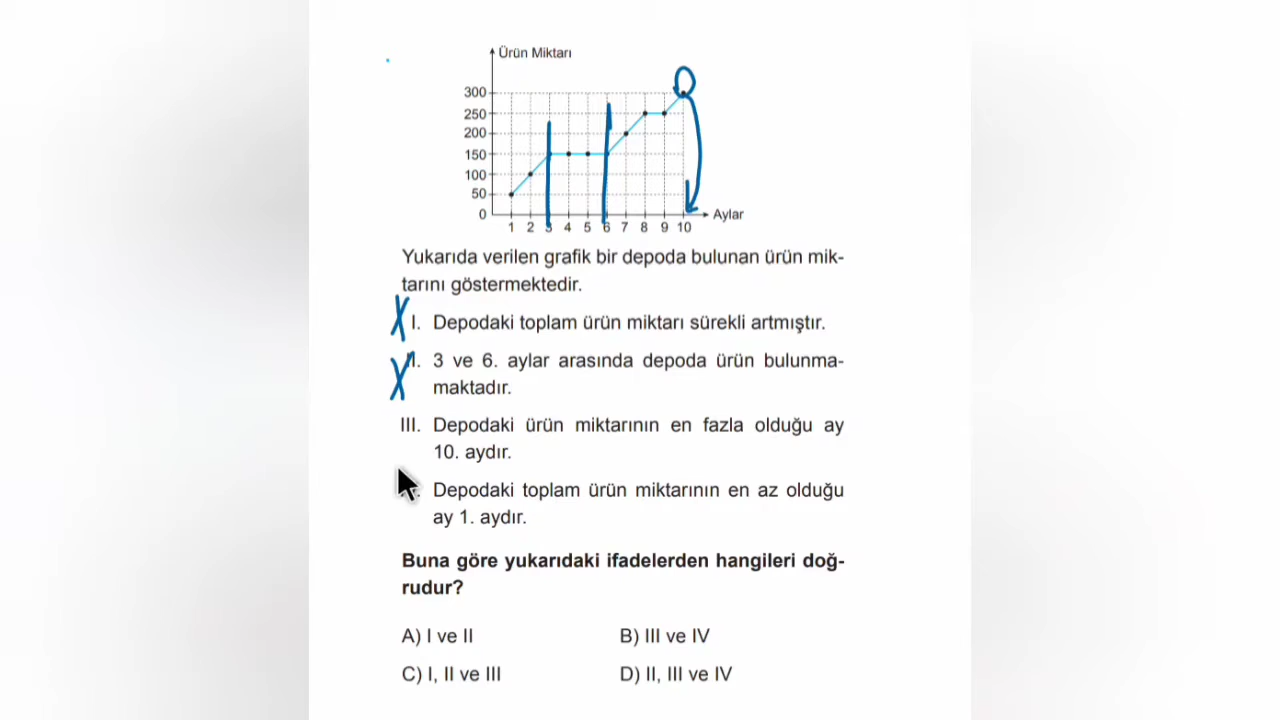 Ürün Miktarı
300
250
200
150
100
50
0
1 2 3 4 5 6 7 8 9 10
Aylar
Yukarıda verilen grafik bir depoda bulunan ürün mik-
tarını göstermektedir.
I. Depodaki toplam ürün miktarı sürekli artmıştır.
II. 3 ve 6. aylar arasında depoda ürün bulunma-
maktadır.
III. Depodaki ürün miktarının en fazla olduğu ay
10. aydır.
Depodaki toplam ürün miktarının en az olduğu
ay 1. aydır.
Buna göre yukarıdaki ifadelerden hangileri doğ-
rudur?
A) I ve II
B) III ve IV
C) I, II ve III
D) II, III ve IV